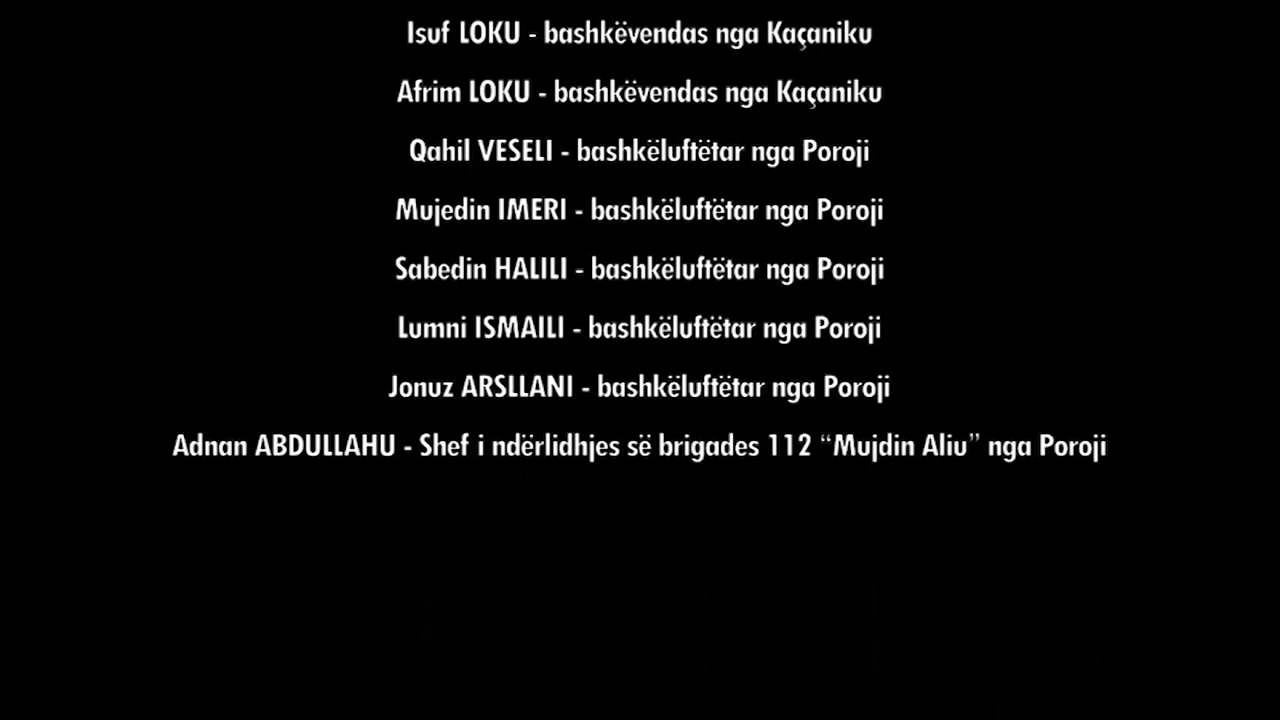 Isuf LOKU - bashkëvendas nga Kaçaniku
Afrim LOKU - bashkëvendas nga Kaçaniku
Qahil VESELI - bashkëluftëtar nga Poroji
Mujedin IMERI - bashkëluftëtar nga Poroji
Sabedin HALILI - bashkëluftëtar nga Poroji
Lumni ISMAILI - bashkëluftëtar nga Poroji
Jonuz ARSLLANI - bashkëluftëtar nga Poroji
Adnan ABDULLAHU - Shef i ndërlidhjes së brigades 112 “Mujdin Aliu” nga Poroji